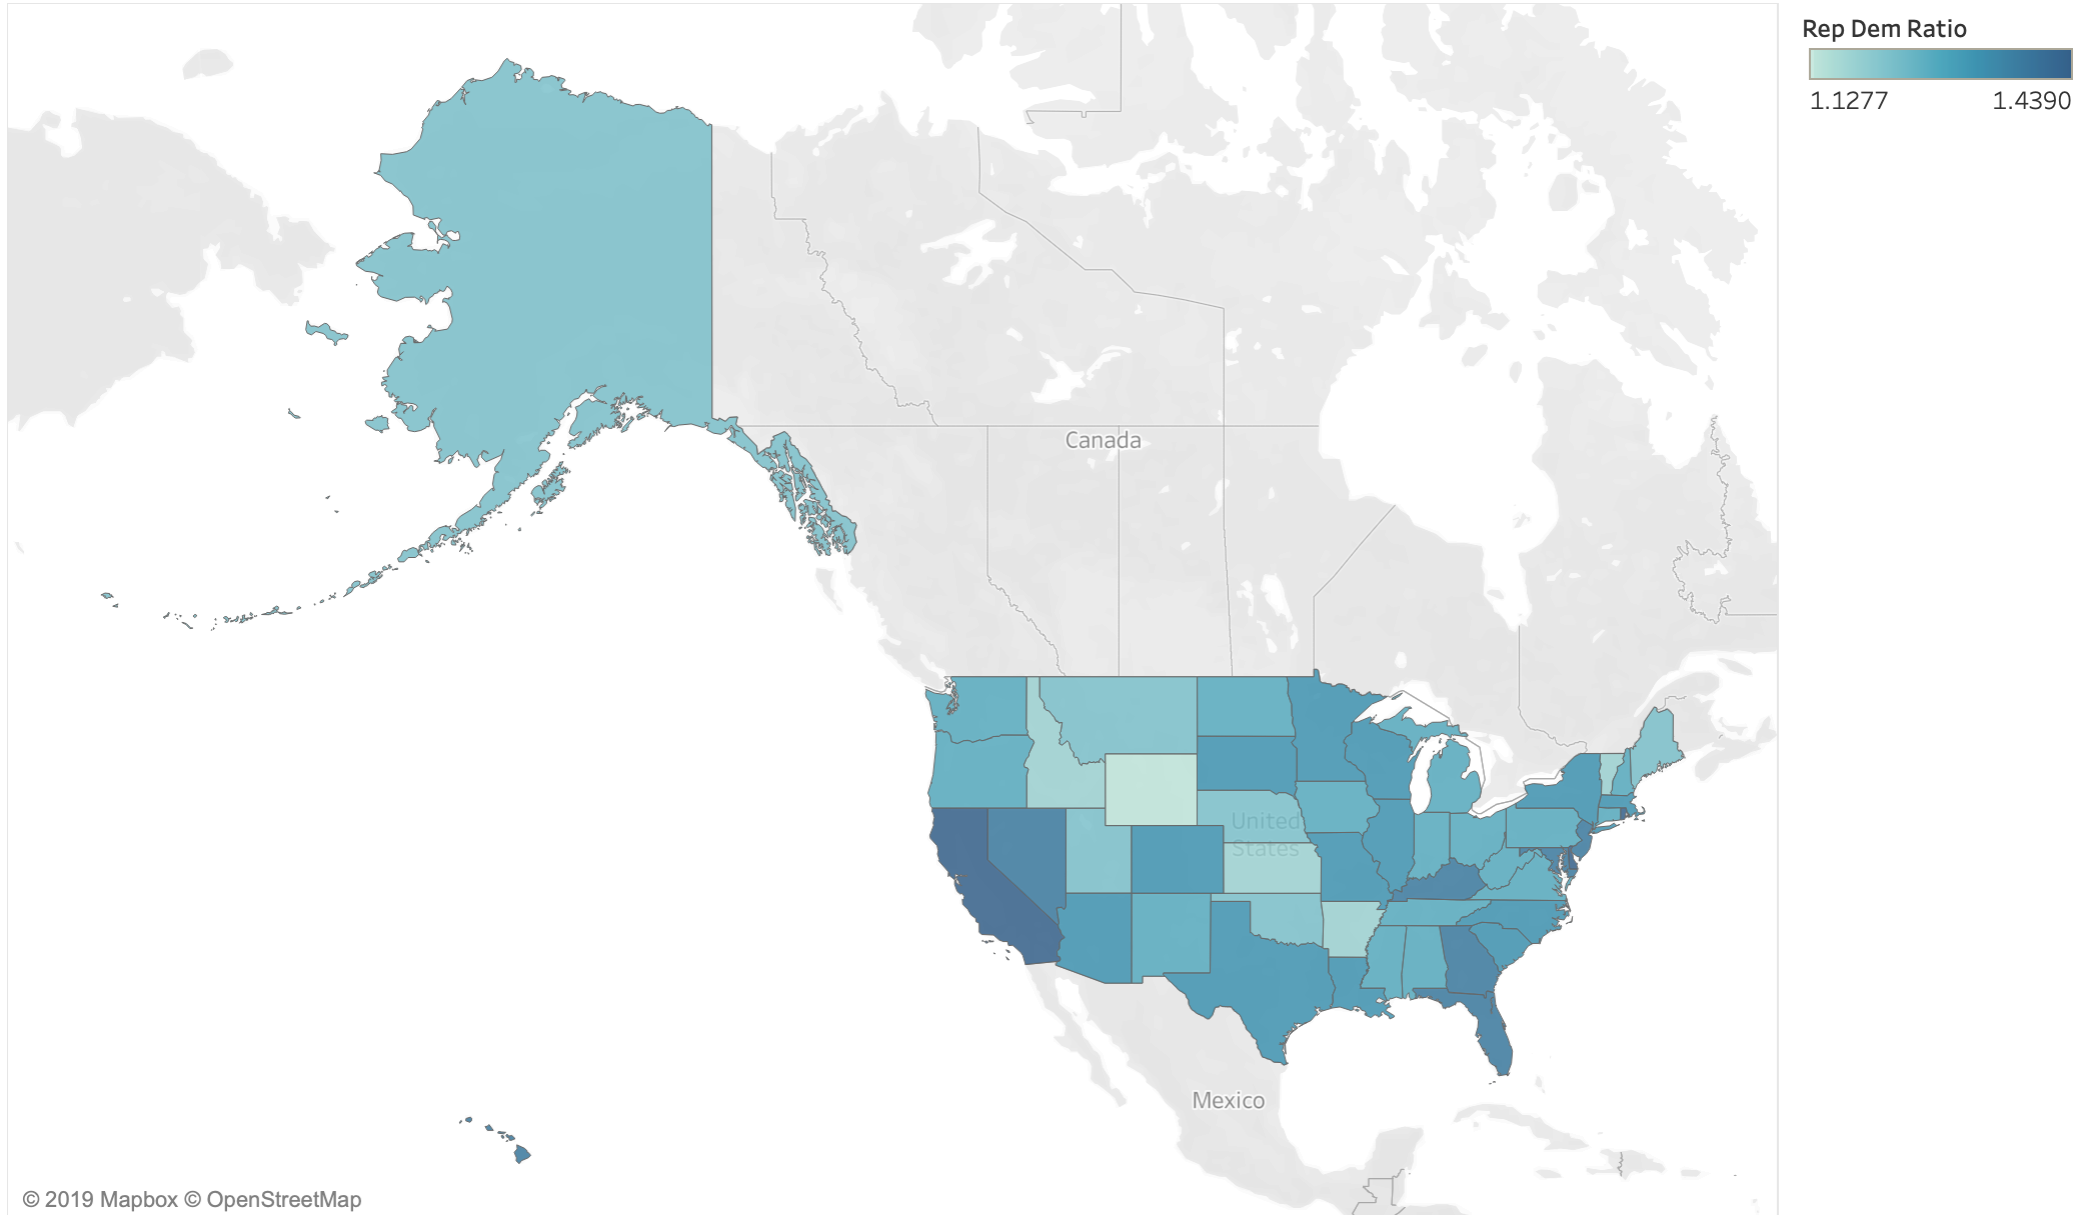 Rep Dem Ratio
1.1277 1.4390
Canada
United
States
Mexico
© 2019 Mapbox © OpenStreetMap